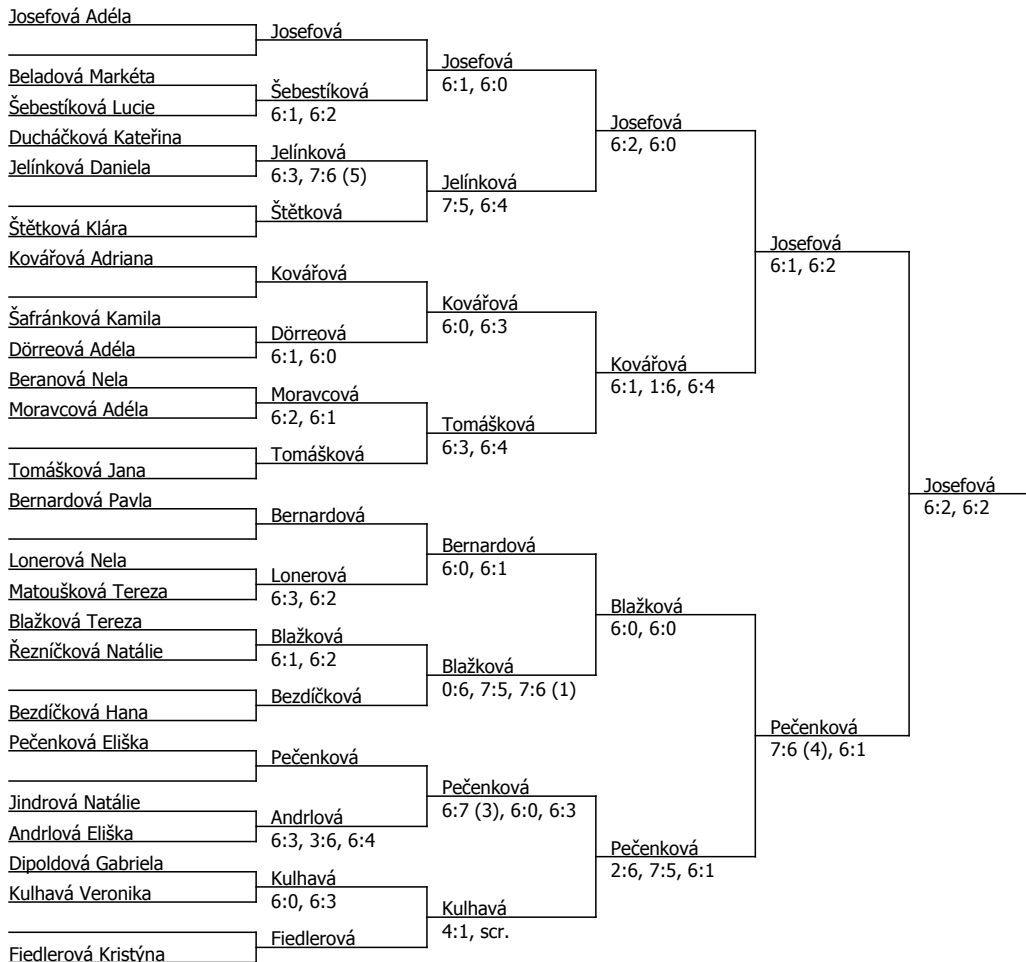 Josefová Adéla
Beladová Markéta
Šebestíková Lucie
Ducháčková Kateřina
Jelínková Daniela
Štětková Klára
Kovářová Adriana
Šafránková Kamila
Dörreová Adéla
Beranová Nela
Moravcová Adéla
Tomášková Jana
Bernardová Pavla
Lonerová Nela
Matoušková Tereza
Blažková Tereza
Řezníčková Natálie
Bezdíčková Hana
Pečenková Eliška
Jindrová Natálie
Andrlová Eliška
Dipoldová Gabriela
Kulhavá Veronika
Fiedlerová Kristýna
Josefová
Šebestíková
6:1, 6:2
Jelínková
6:3, 7:6 (5)
Štětková
Kovářová
Dörreová
6:1, 6:0
Moravcová
6:2, 6:1
Tomášková
Bernardová
Lonerová
6:3, 6:2
Blažková
6:1, 6:2
Bezdíčková
Pečenková
Andrlová
6:3, 3:6, 6:4
Kulhavá
6:0, 6:3
Fiedlerová
Josefová
6:1, 6:0
Jelínková
7:5, 6:4
Kovářová
6:0, 6:3
Tomášková
6:3, 6:4
Bernardová
6:0, 6:1
Blažková
0:6, 7:5, 7:6 (1)
Pečenková
6:7 (3), 6:0, 6:3
Kulhavá
4:1, scr.
Josefová
6:2, 6:0
Kovářová
6:1, 1:6, 6:4
Blažková
6:0, 6:0
Pečenková
2:6, 7:5, 6:1
Josefová
6:1, 6:2
Pečenková
7:6 (4), 6:1
Josefová
6:2, 6:2